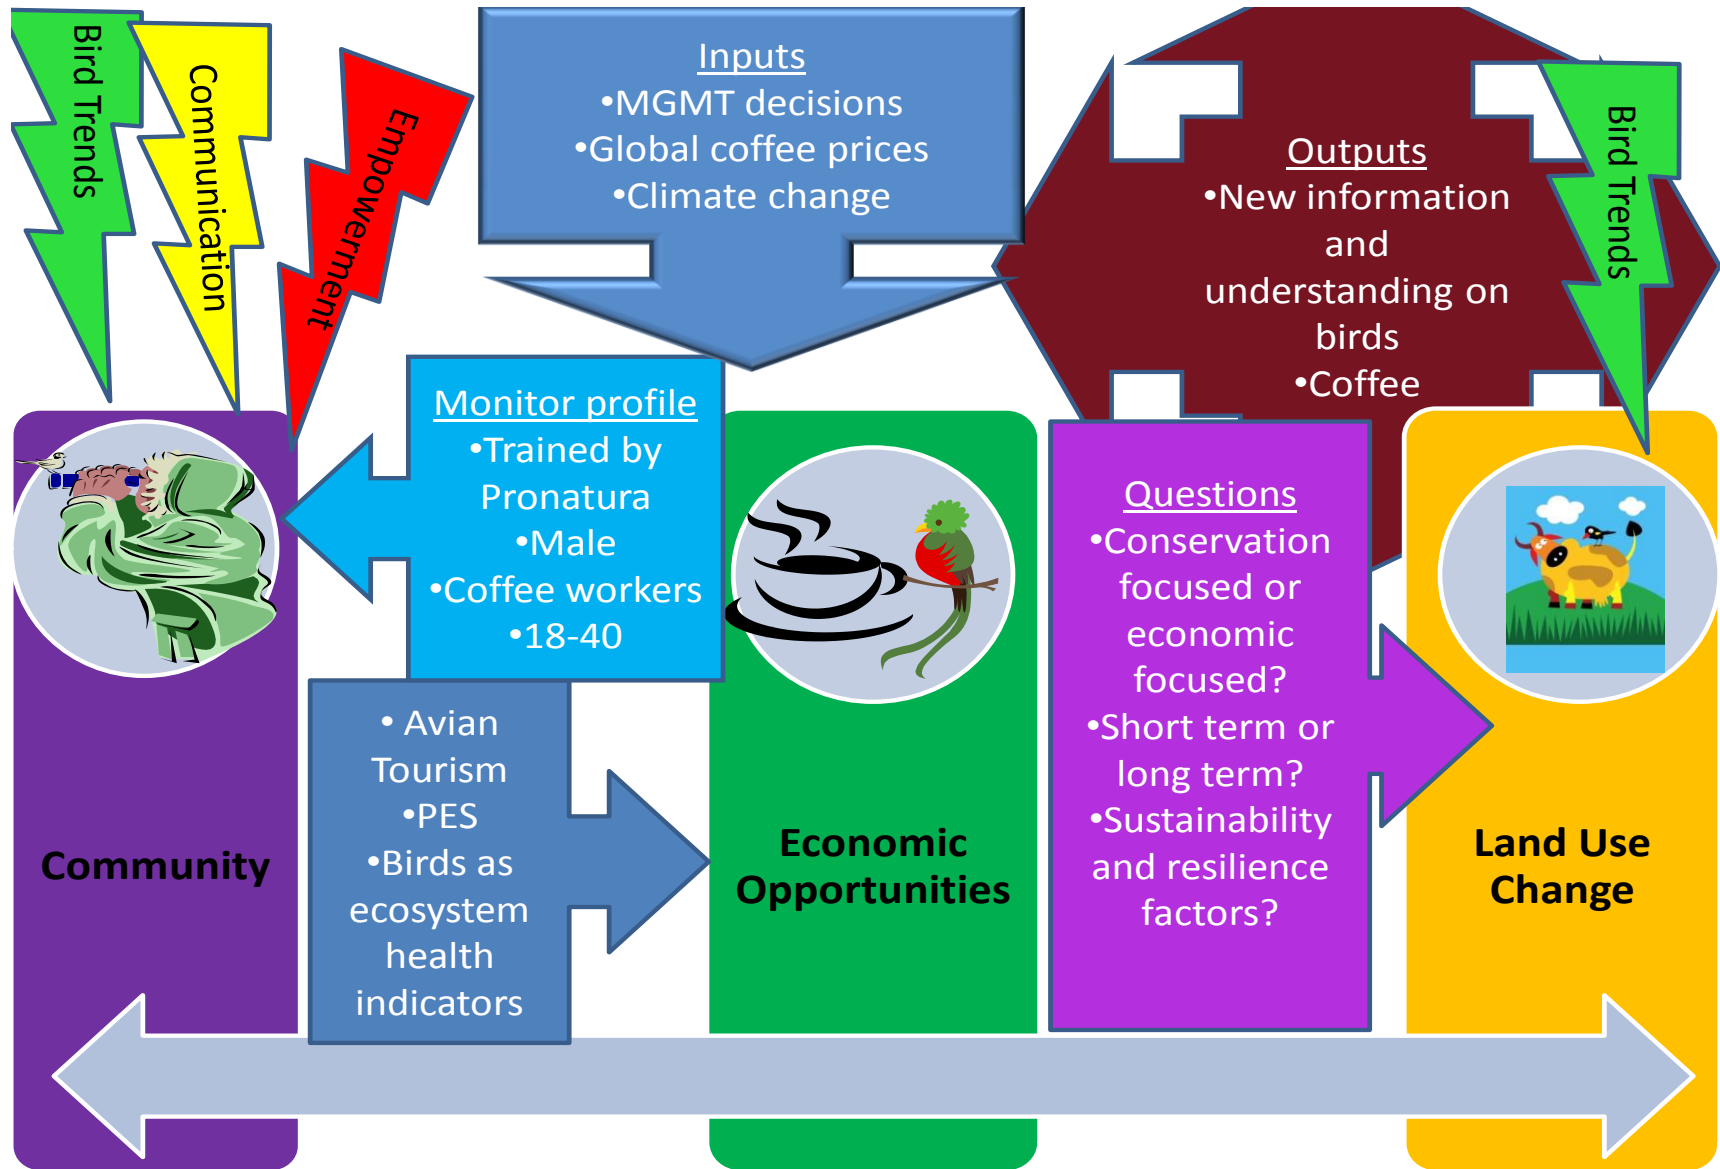 Bird Trends
Communication
Empowerment
Inputs
•MGMT decisions
•Global coffee prices
•Climate change
Outputs
•New information
and
understanding on
birds
•Coffee
Bird Trends
Monitor profile
•Trained by
Pronatura
•Male
•Coffee workers
•18-40
• Avian
Tourism
•PES
•Birds as
ecosystem
health
indicators
Questions
•Conservation
focused or
economic
focused?
•Short term or
long term?
•Sustainability
and resilience
factors?
Community
Economic
Opportunities
Land Use
Change